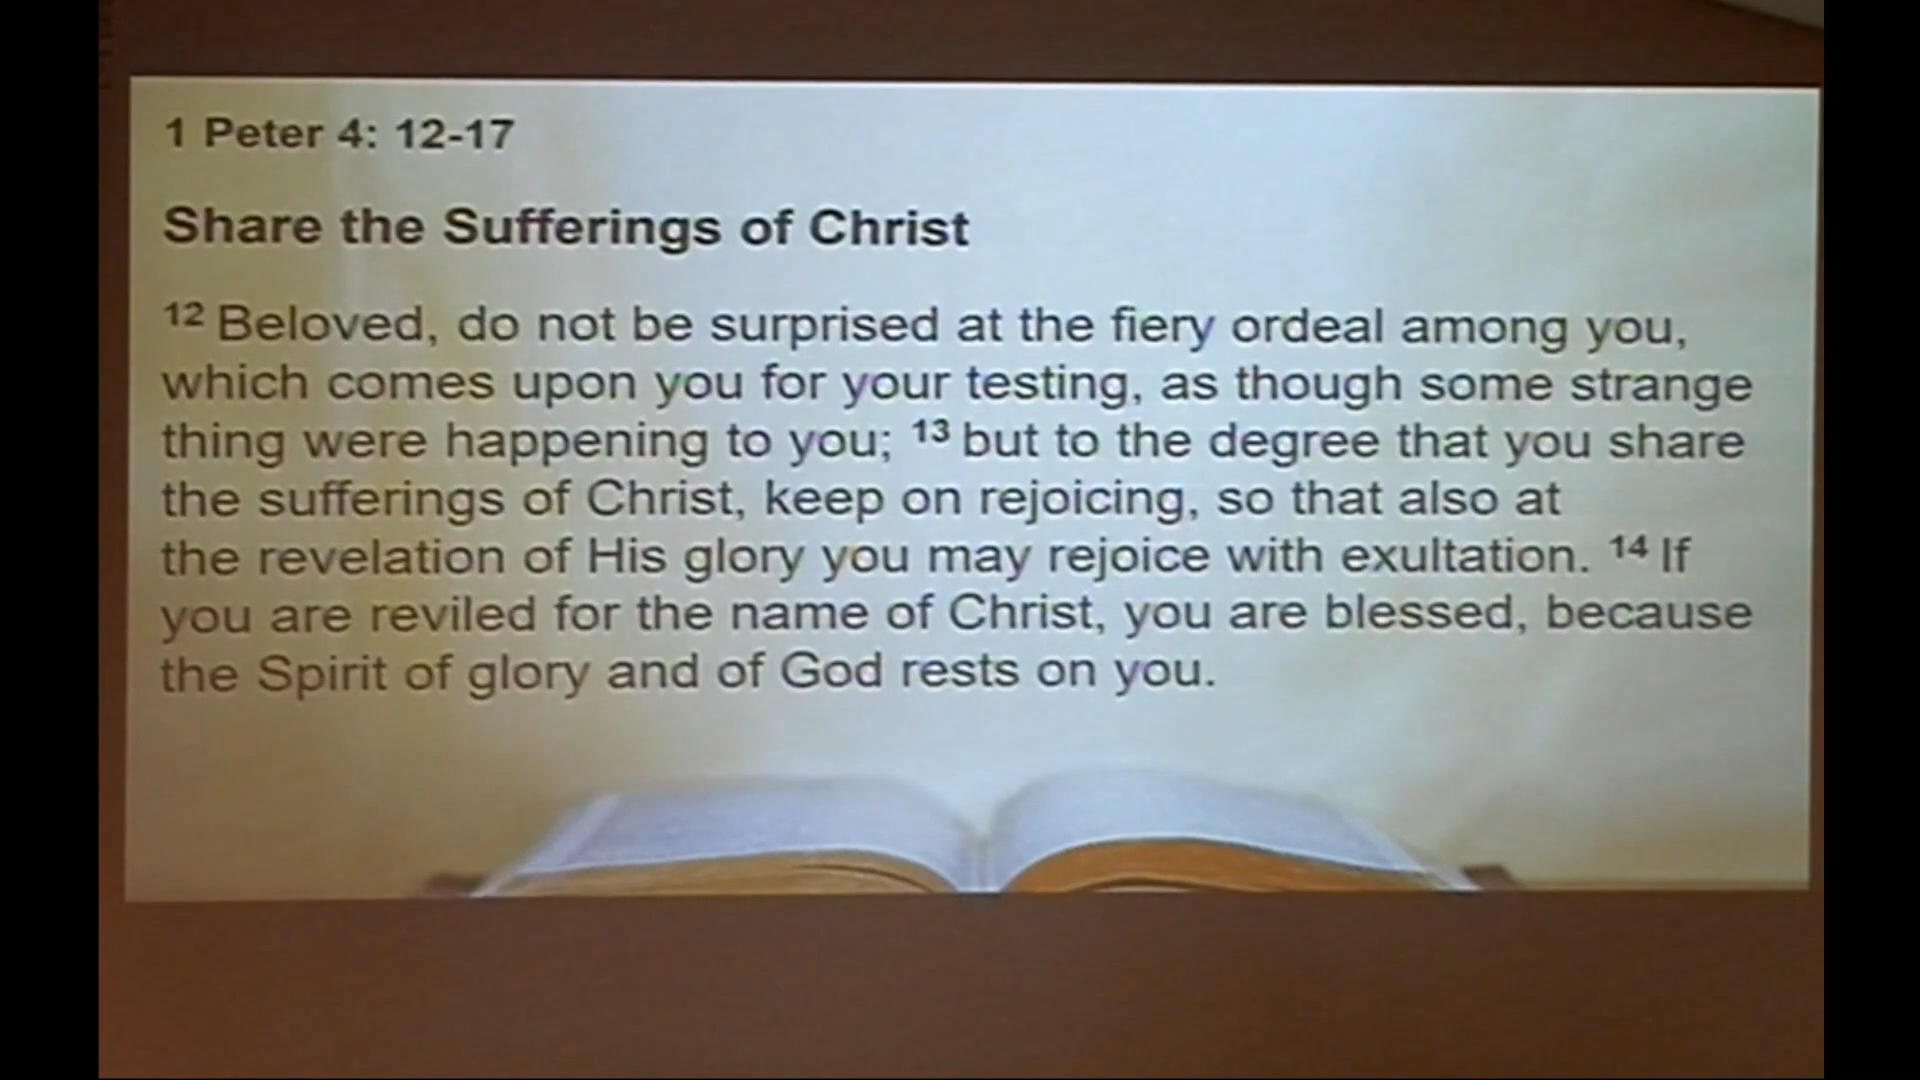 1 Peter 4: 12-17
Share the Sufferings of Christ
12 Beloved, do not be surprised at the fiery ordeal among you,
which comes upon you for your testing, as though some strange
thing were happening to you; 13 but to the degree that you share
the sufferings of Christ, keep on rejoicing, so that also at
the revelation of His glory you may rejoice with exultation. 14 If
you are reviled for the name of Christ, you are blessed, because
the Spirit of glory and of God rests on you.